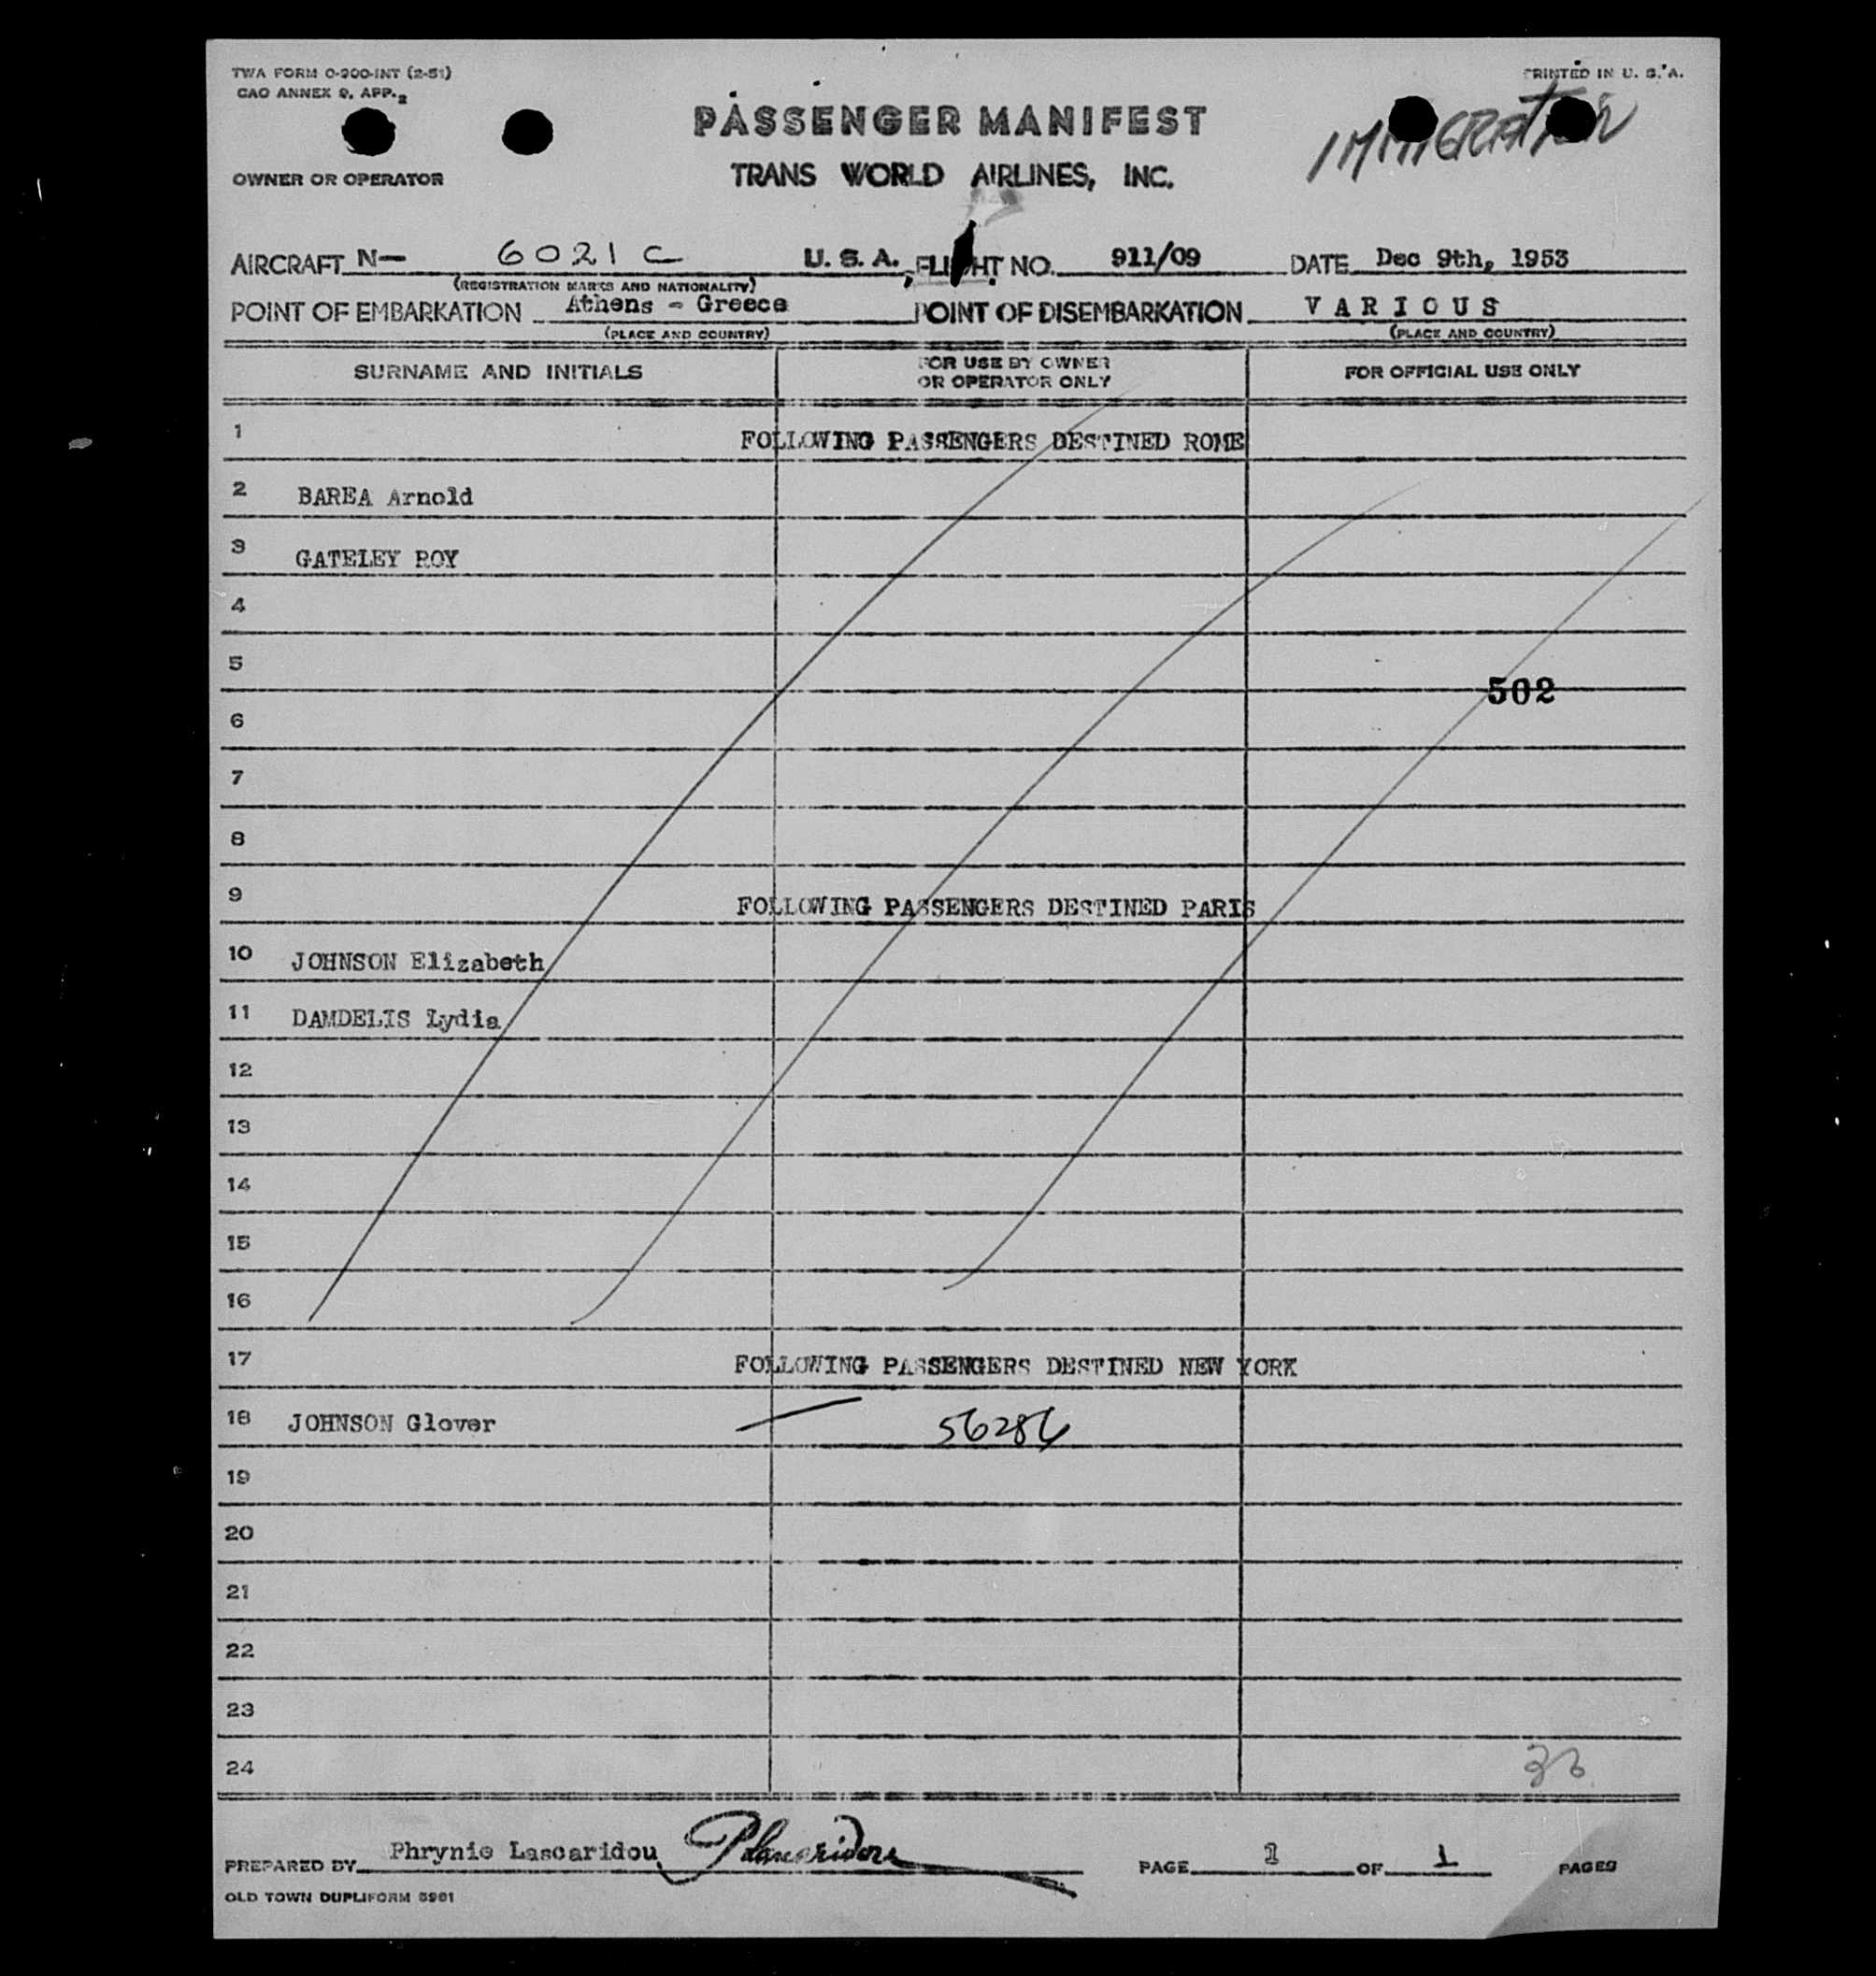 TWA FORM O-200-INT (2-51)
PRINTED IN U. S. A.
CAO ANNEX 9, APP. 2
PASSENGER MANIFEST
IMMIGRATION
OWNER OR OPERATOR
TRANS WORLD AIRLINES, INC.
AIRCRAFT N— 6021C U. S. A. FLIGHT NO. 911/09 DATE Dec 9th, 1953
(REGISTRATION MARKS AND NATIONALITY)
POINT OF EMBARKATION Athens - Greece POINT OF DISEMBARKATION VARIOUS
(PLACE AND COUNTRY) (PLACE AND COUNTRY)
SURNAME AND INITIALS FOR USE BY OWNER OR OPERATOR ONLY FOR OFFICIAL USE ONLY
1 FOLLOWING PASSENGERS DESTINED ROME
2 BAREA Arnold
3 GATELEY ROY
4
5
502
6
7
8
9 FOLLOWING PASSENGERS DESTINED PARIS
10 JOHNSON Elizabeth
11 DAMDELIS Lydia
12
13
14
15
16
17 FOLLOWING PASSENGERS DESTINED NEW YORK
18 JOHNSON Glover — 56286
19
20
21
22
23
24
PREPARED BY Phrynie Lascaridou PLascaridou PAGE 1 OF 1 PAGES
OLD TOWN DUPLIFORM 5901